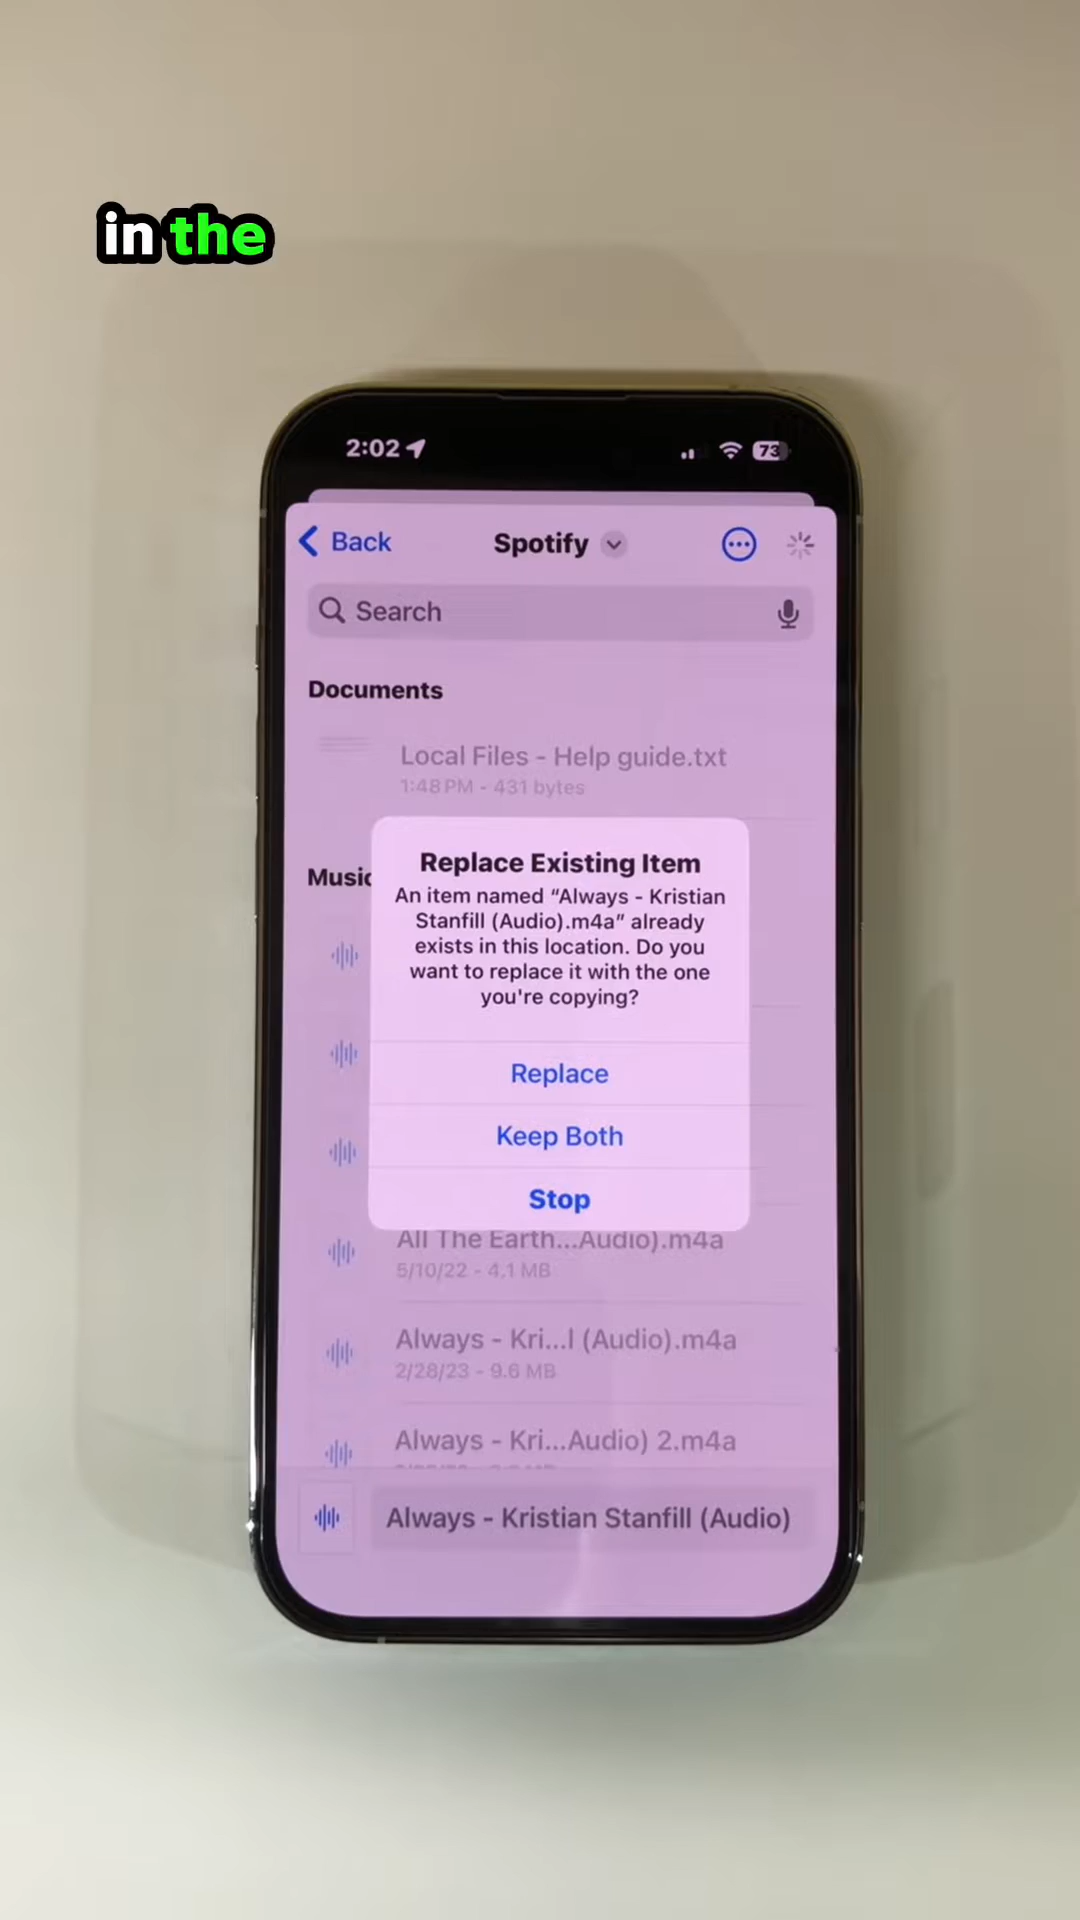 in the
2:02
73
Back
Spotify
Search
Documents
Local Files - Help guide.txt
1:48 PM - 431 bytes
Music
Replace Existing Item
An item named “Always - Kristian
Stanfill (Audio).m4a” already
exists in this location. Do you
want to replace it with the one
you're copying?
Replace
Keep Both
Stop
All The Earth...Audio).m4a
5/10/22 - 4.1 MB
Always - Kri...l (Audio).m4a
2/28/23 - 9.6 MB
Always - Kri...Audio) 2.m4a
Always - Kristian Stanfill (Audio)